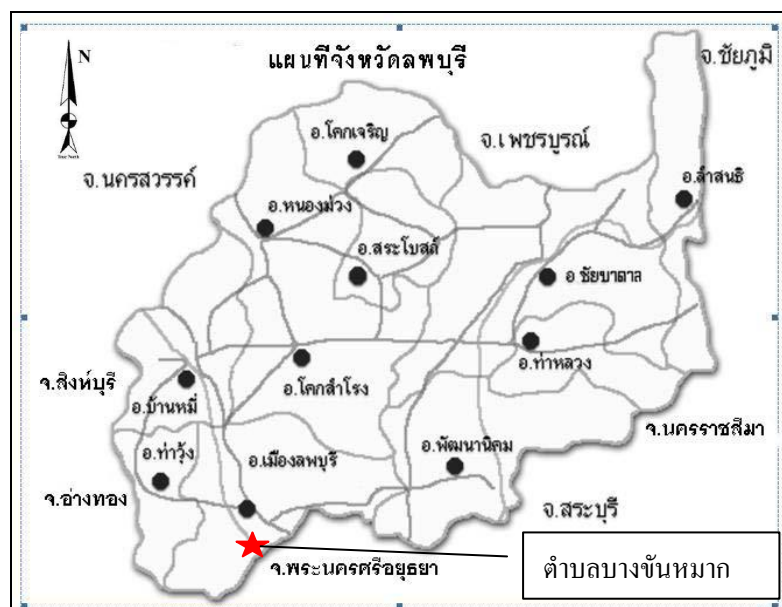 แผนที่จังหวัดลพบุรี
จ.ชัยภูมิ
N
อ.โคกเจริญ
จ.เพชรบูรณ์
จ.นครสวรรค์
อ.ลำสนธิ
อ.หนองม่วง
อ.สระโบสถ์
อ ชัยบาดาล
อ.ท่าหลวง
จ.สิงห์บุรี
อ.โคกสำโรง
อ.บ้านหมี่
จ.นครราชสีมา
อ.ท่าวุ้ง
อ.เมืองลพบุรี
อ.พัฒนานิคม
จ.อ่างทอง
จ.สระบุรี
จ.พระนครศรีอยุธยา
ตำบลบางขันหมาก